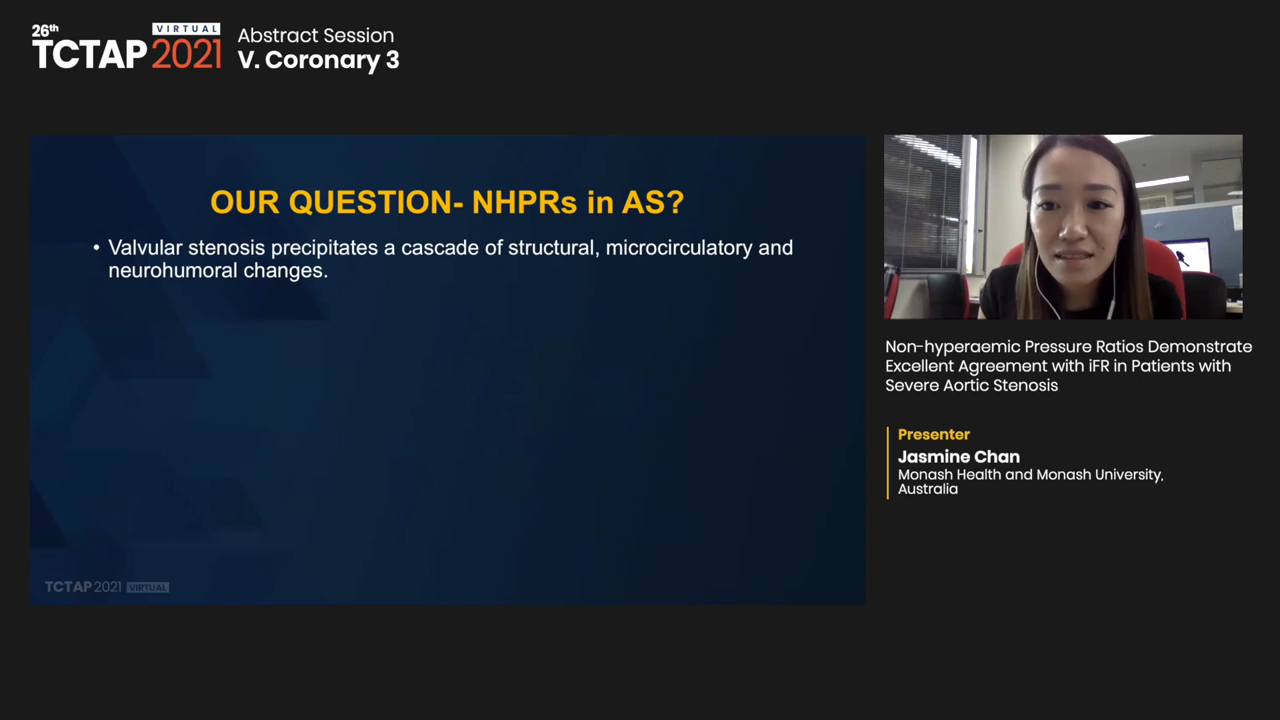 26th
VIRTUAL
TCTAP 2021
Abstract Session
V. Coronary 3
OUR QUESTION- NHPRs in AS?
• Valvular stenosis precipitates a cascade of structural, microcirculatory and
neurohumoral changes.
TCTAP 2021 VIRTUAL
Non-hyperaemic Pressure Ratios Demonstrate
Excellent Agreement with iFR in Patients with
Severe Aortic Stenosis
Presenter
Jasmine Chan
Monash Health and Monash University,
Australia